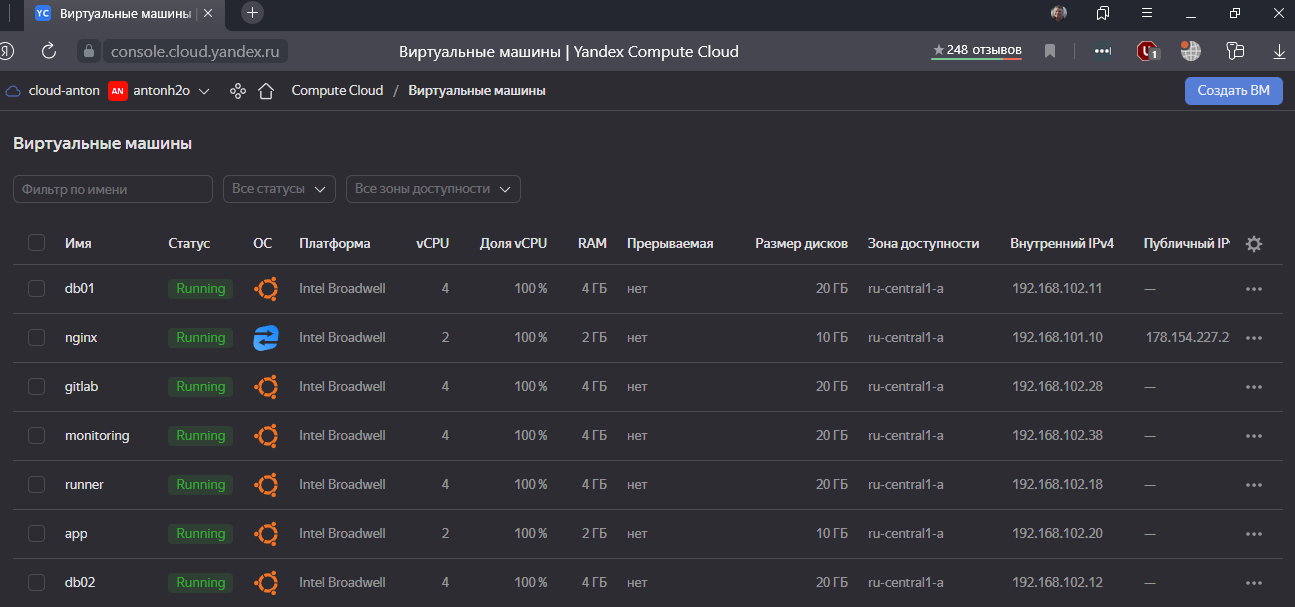 YC Виртуальные машины
console.cloud.yandex.ru Виртуальные машины | Yandex Compute Cloud ★ 248 отзывов 1
cloud-anton AN antonh2o Compute Cloud / Виртуальные машины Создать ВМ
Виртуальные машины
Фильтр по имени Все статусы Все зоны доступности
Имя Статус ОС Платформа vCPU Доля vCPU RAM Прерываемая Размер дисков Зона доступности Внутренний IPv4 Публичный IP
db01 Running Intel Broadwell 4 100 % 4 ГБ нет 20 ГБ ru-central1-a 192.168.102.11 —
nginx Running Intel Broadwell 2 100 % 2 ГБ нет 10 ГБ ru-central1-a 192.168.101.10 178.154.227.2
gitlab Running Intel Broadwell 4 100 % 4 ГБ нет 20 ГБ ru-central1-a 192.168.102.28 —
monitoring Running Intel Broadwell 4 100 % 4 ГБ нет 20 ГБ ru-central1-a 192.168.102.38 —
runner Running Intel Broadwell 4 100 % 4 ГБ нет 20 ГБ ru-central1-a 192.168.102.18 —
app Running Intel Broadwell 2 100 % 2 ГБ нет 10 ГБ ru-central1-a 192.168.102.20 —
db02 Running Intel Broadwell 4 100 % 4 ГБ нет 20 ГБ ru-central1-a 192.168.102.12 —